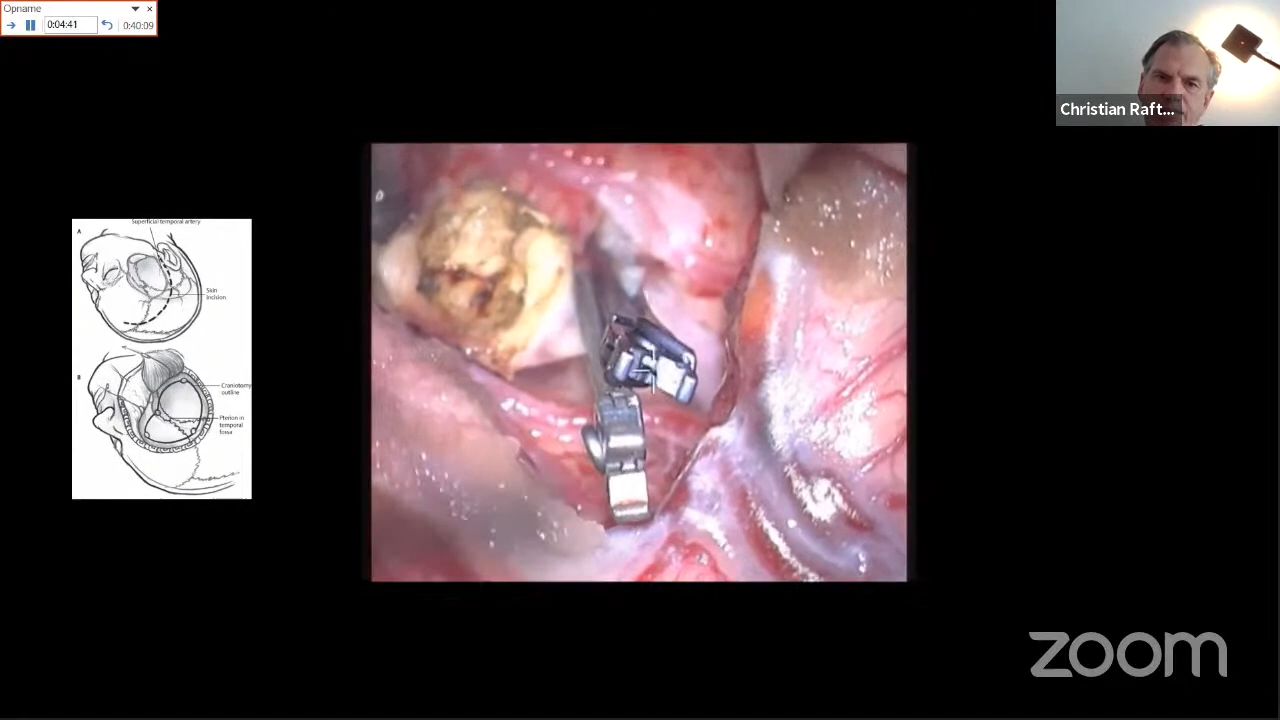 Opname
0:04:41
0:40:09
Christian Raft...
Superficial temporal artery
A
Skin
incision
B
Craniotomy
outline
Pterion in
temporal
fossa
zoom